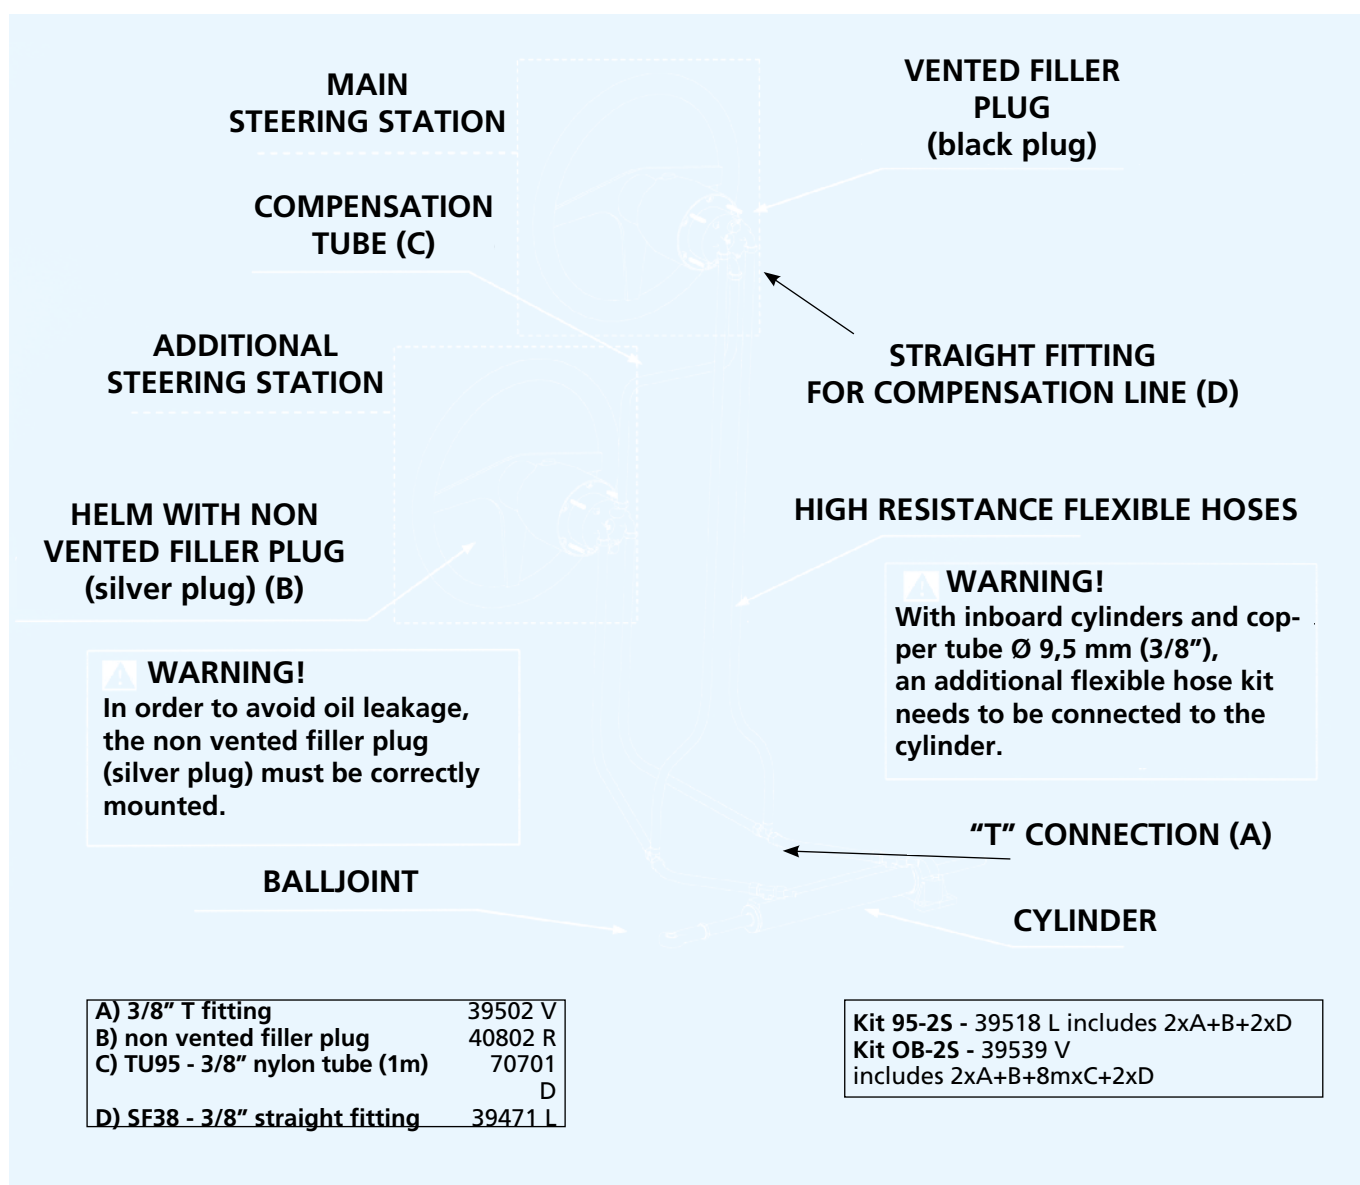 MAIN
STEERING STATION
VENTED FILLER
PLUG
(black plug)
COMPENSATION
TUBE (C)
ADDITIONAL
STEERING STATION
STRAIGHT FITTING
FOR COMPENSATION LINE (D)
HELM WITH NON
VENTED FILLER PLUG
(silver plug) (B)
HIGH RESISTANCE FLEXIBLE HOSES
WARNING!
With inboard cylinders and cop-
per tube Ø 9,5 mm (3/8”),
an additional flexible hose kit
needs to be connected to the
cylinder.
WARNING!
In order to avoid oil leakage,
the non vented filler plug
(silver plug) must be correctly
mounted.
“T” CONNECTION (A)
BALLJOINT
CYLINDER
A) 3/8” T fitting 39502 V
B) non vented filler plug 40802 R
C) TU95 - 3/8” nylon tube (1m) 70701
D
D) SF38 - 3/8” straight fitting 39471 L
Kit 95-2S - 39518 L includes 2xA+B+2xD
Kit OB-2S - 39539 V
includes 2xA+B+8mxC+2xD